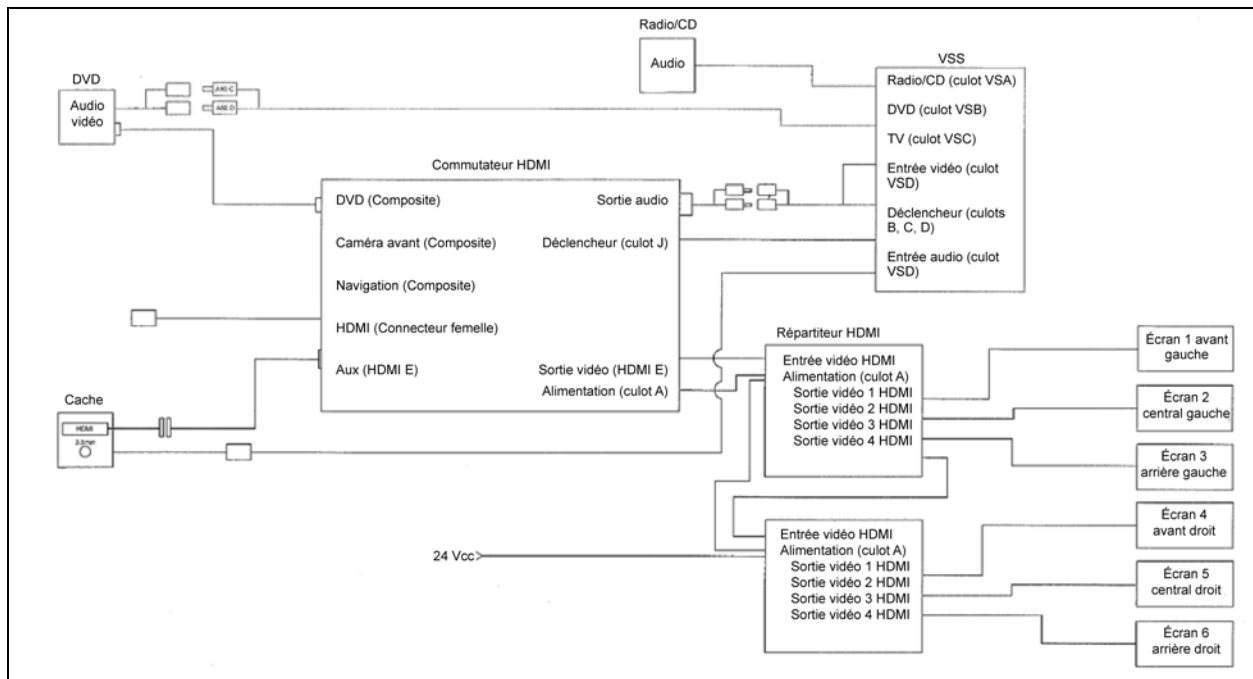 Radio/CD
Audio
VSS
Radio/CD (culot VSA)
DVD (culot VSB)
TV (culot VSC)
Entrée vidéo (culot
VSD)
Déclencheur (culots
B, C, D)
Entrée audio (culot
VSD)
DVD
Audio
vidéo
A60-C
A60-D
Commutateur HDMI
DVD (Composite)
Sortie audio
Caméra avant (Composite)
Déclencheur (culot J)
Navigation (Composite)
HDMI (Connecteur femelle)
Aux (HDMI E)
Sortie vidéo (HDMI E)
Alimentation (culot A)
Cache
HDMI
Répartiteur HDMI
Entrée vidéo HDMI
Alimentation (culot A)
Sortie vidéo 1 HDMI
Sortie vidéo 2 HDMI
Sortie vidéo 3 HDMI
Sortie vidéo 4 HDMI
Écran 1 avant
gauche
Écran 2
central gauche
Écran 3
arrière gauche
24 Vcc
Entrée vidéo HDMI
Alimentation (culot A)
Sortie vidéo 1 HDMI
Sortie vidéo 2 HDMI
Sortie vidéo 3 HDMI
Sortie vidéo 4 HDMI
Écran 4
avant droit
Écran 5
central droit
Écran 6
arrière droit